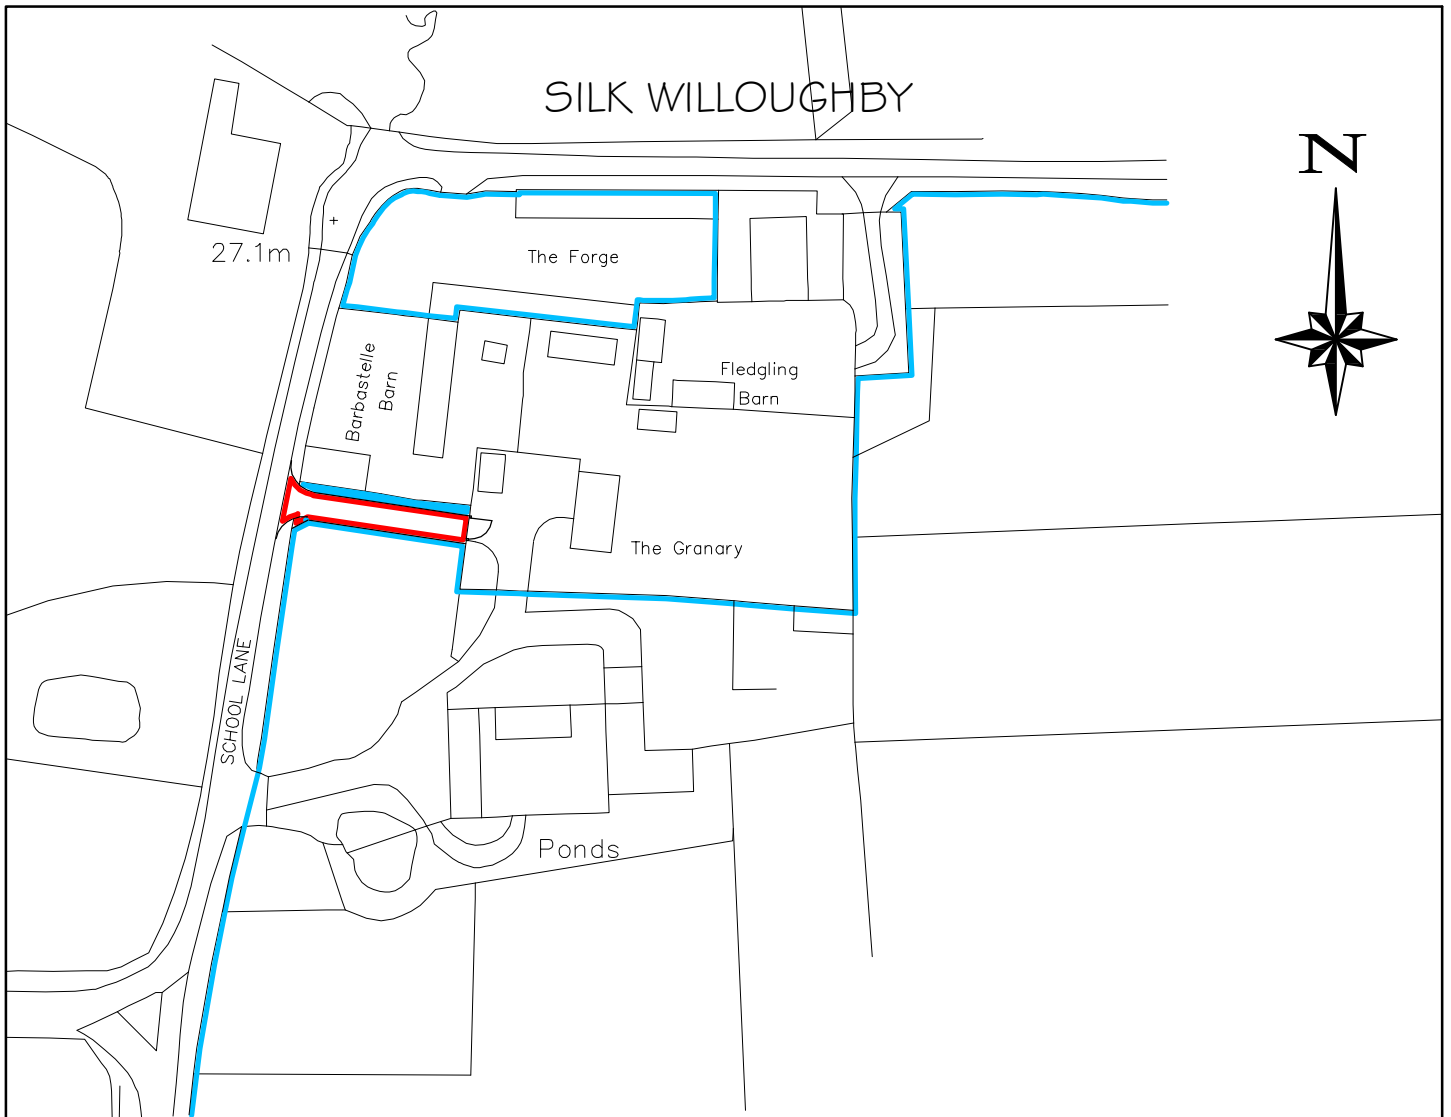 SILK WILLOUGHBY
N
27.1m
The Forge
Barbastelle
Barn
Fledgling
Barn
The Granary
SCHOOL LANE
Ponds